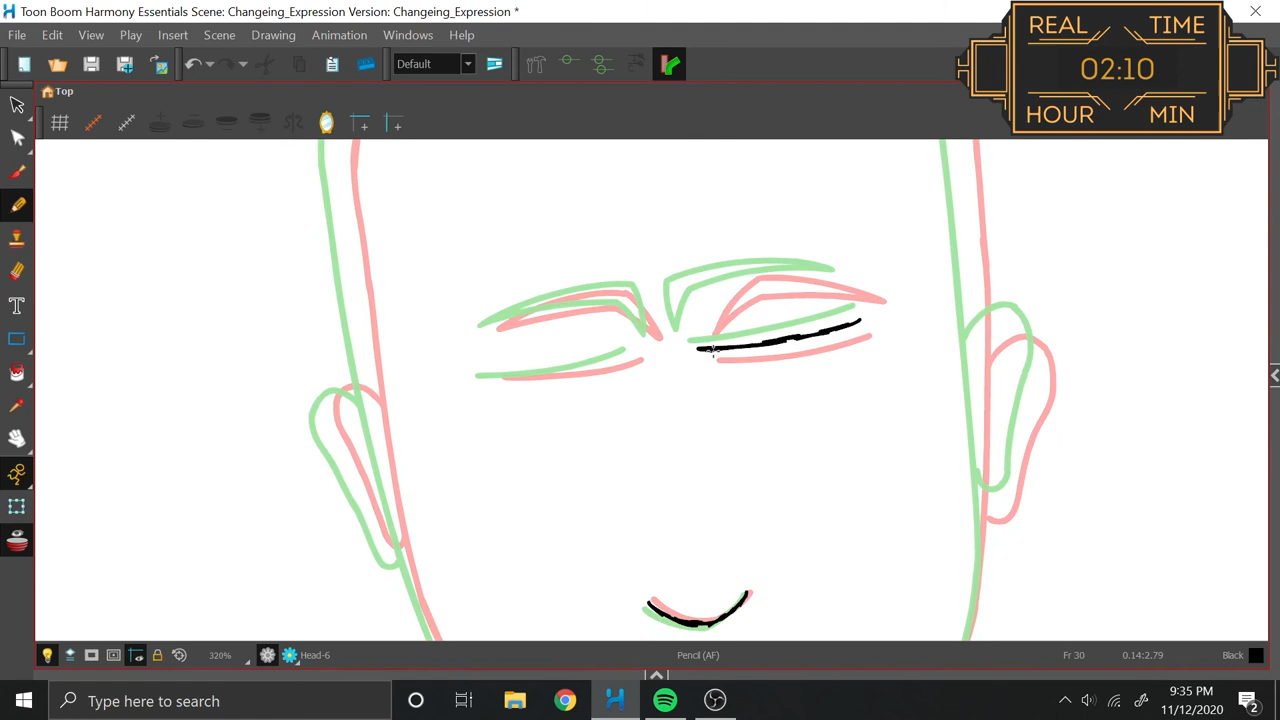 Toon Boom Harmony Essentials Scene: Changeing_Expression Version: Changeing_Expression *
File Edit View Play Insert Scene Drawing Animation Windows Help
Default
Top
REAL TIME
02:10
HOUR MIN
320%
Head-6
Pencil (AF)
Fr 30
0.14:2.79
Black
Type here to search
9:35 PM
11/12/2020
2